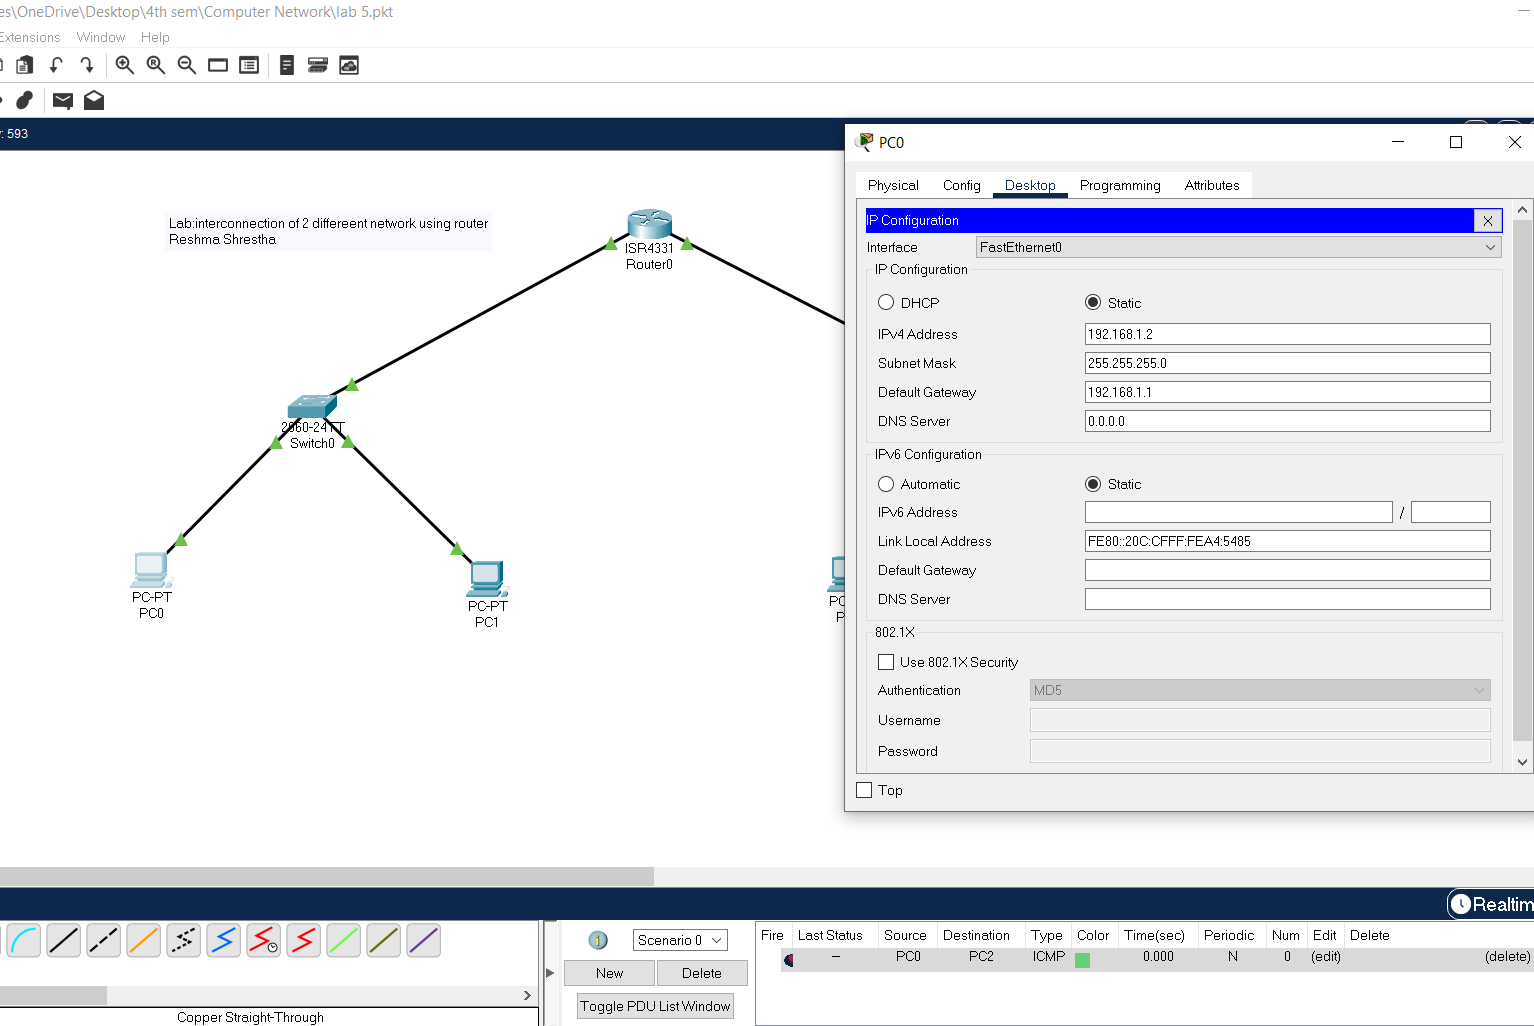 es\OneDrive\Desktop\4th sem\Computer Network\lab 5.pkt
Extensions Window Help
: 593
Lab:interconnection of 2 differeent network using router
Reshma Shrestha
ISR4331
Router0
2960-24TT
Switch0
PC-PT
PC0
PC-PT
PC1
PC
P
PC0
Physical Config Desktop Programming Attributes
IP Configuration X
Interface FastEthernet0
IP Configuration
DHCP Static
IPv4 Address 192.168.1.2
Subnet Mask 255.255.255.0
Default Gateway 192.168.1.1
DNS Server 0.0.0.0
IPv6 Configuration
Automatic Static
IPv6 Address /
Link Local Address FE80::20C:CFFF:FEA4:5485
Default Gateway
DNS Server
802.1X
Use 802.1X Security
Authentication MD5
Username
Password
Top
Realtim
Scenario 0
New Delete
Toggle PDU List Window
Fire Last Status Source Destination Type Color Time(sec) Periodic Num Edit Delete
-- PC0 PC2 ICMP 0.000 N 0 (edit) (delete)
Copper Straight-Through